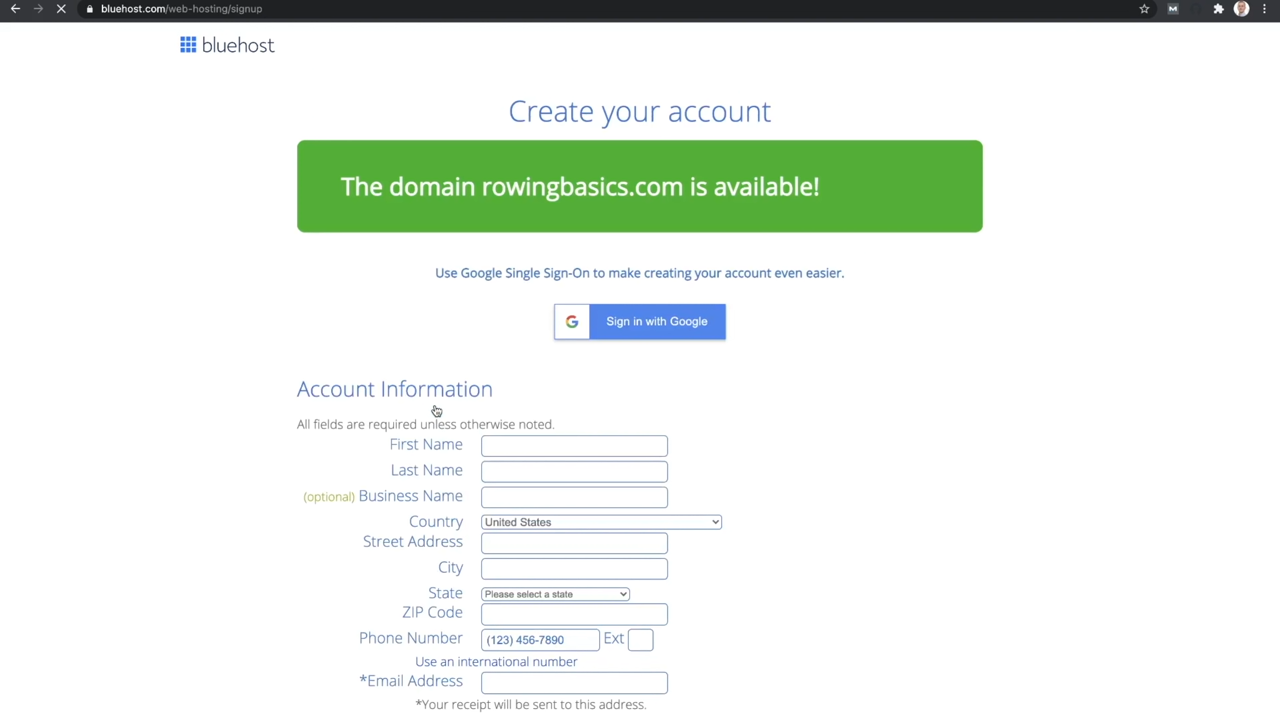 bluehost.com/web-hosting/signup
bluehost
Create your account
The domain rowingbasics.com is available!
Use Google Single Sign-On to make creating your account even easier.
G Sign in with Google
Account Information
All fields are required unless otherwise noted.
First Name
Last Name
(optional) Business Name
Country United States
Street Address
City
State Please select a state
ZIP Code
Phone Number (123) 456-7890 Ext
Use an international number
*Email Address
*Your receipt will be sent to this address.